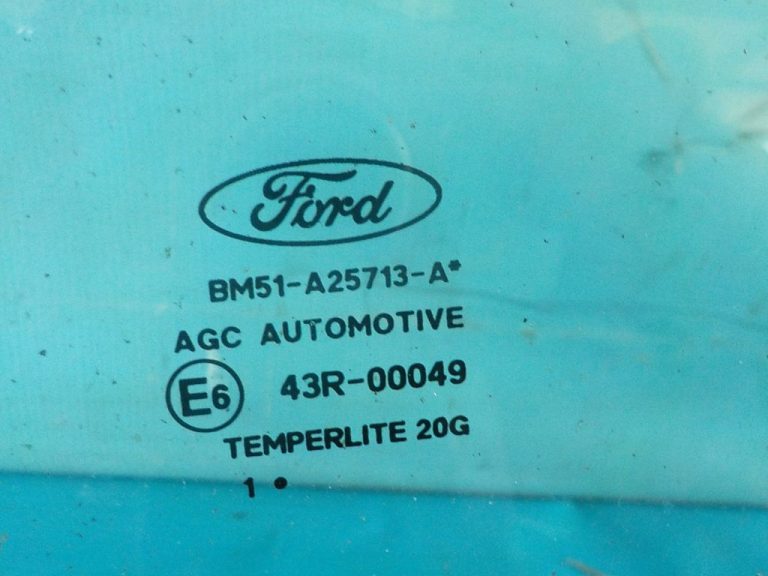 Ford
BM51-A25713-A*
AGC AUTOMOTIVE
E6 43R-00049
TEMPERLITE 20G
1 •